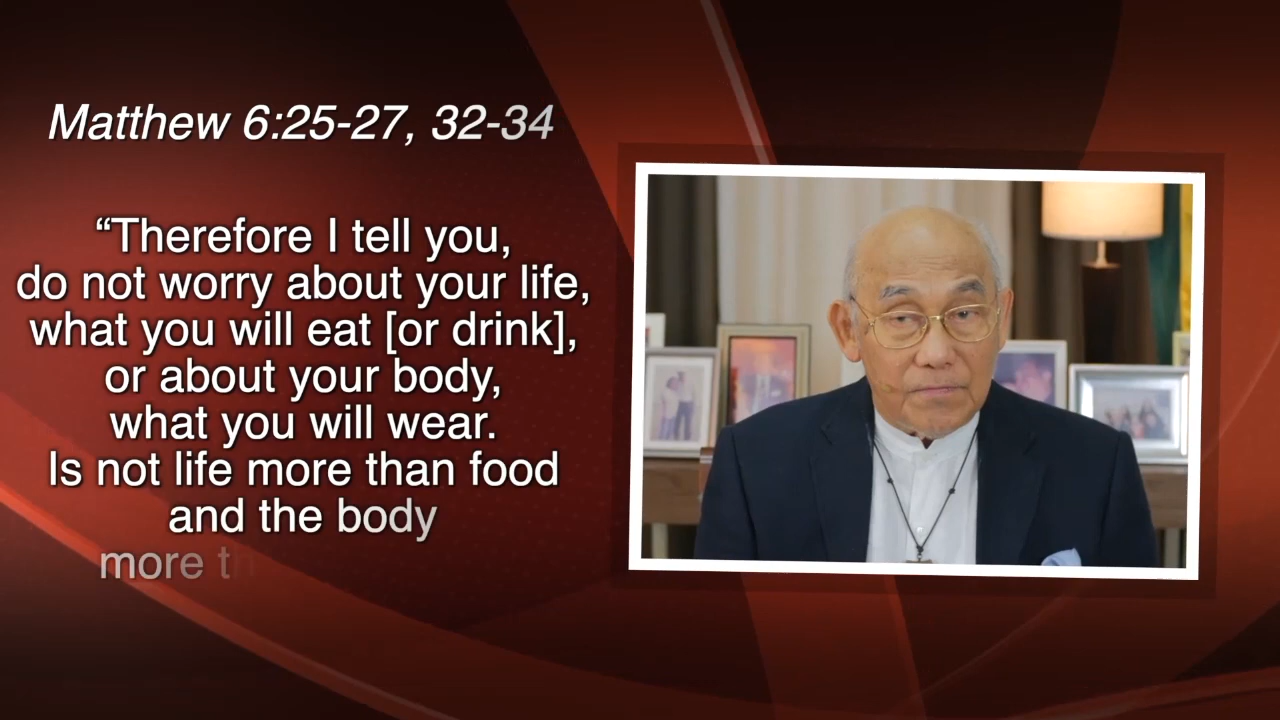 Matthew 6:25-27, 32-34
“Therefore I tell you,
do not worry about your life,
what you will eat [or drink],
or about your body,
what you will wear.
Is not life more than food
and the body
more t